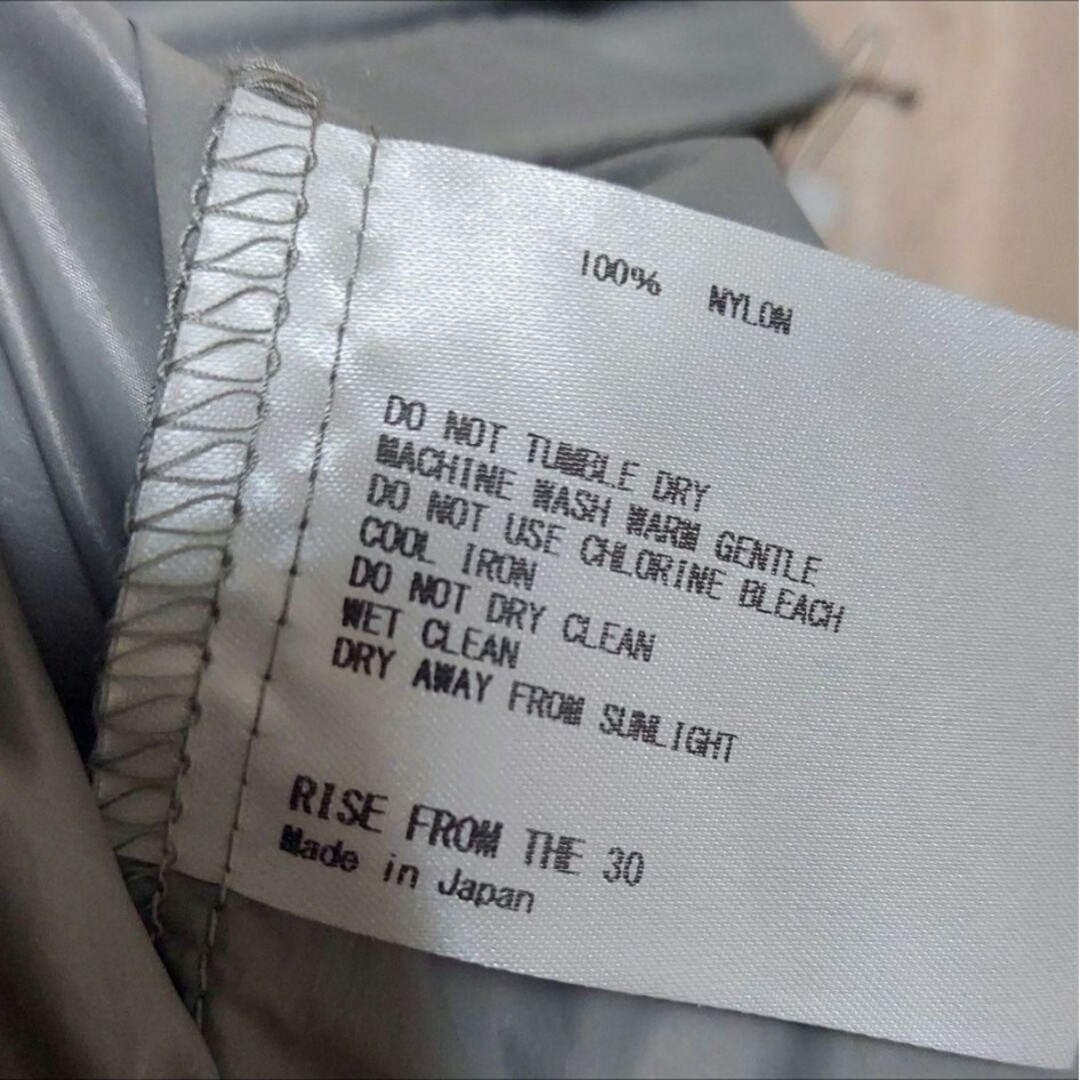 100% NYLON
DO NOT TUMBLE DRY
MACHINE WASH WARM GENTLE
DO NOT USE CHLORINE BLEACH
COOL IRON
DO NOT DRY CLEAN
WET CLEAN
DRY AWAY FROM SUNLIGHT
RISE FROM THE 30
Made in Japan